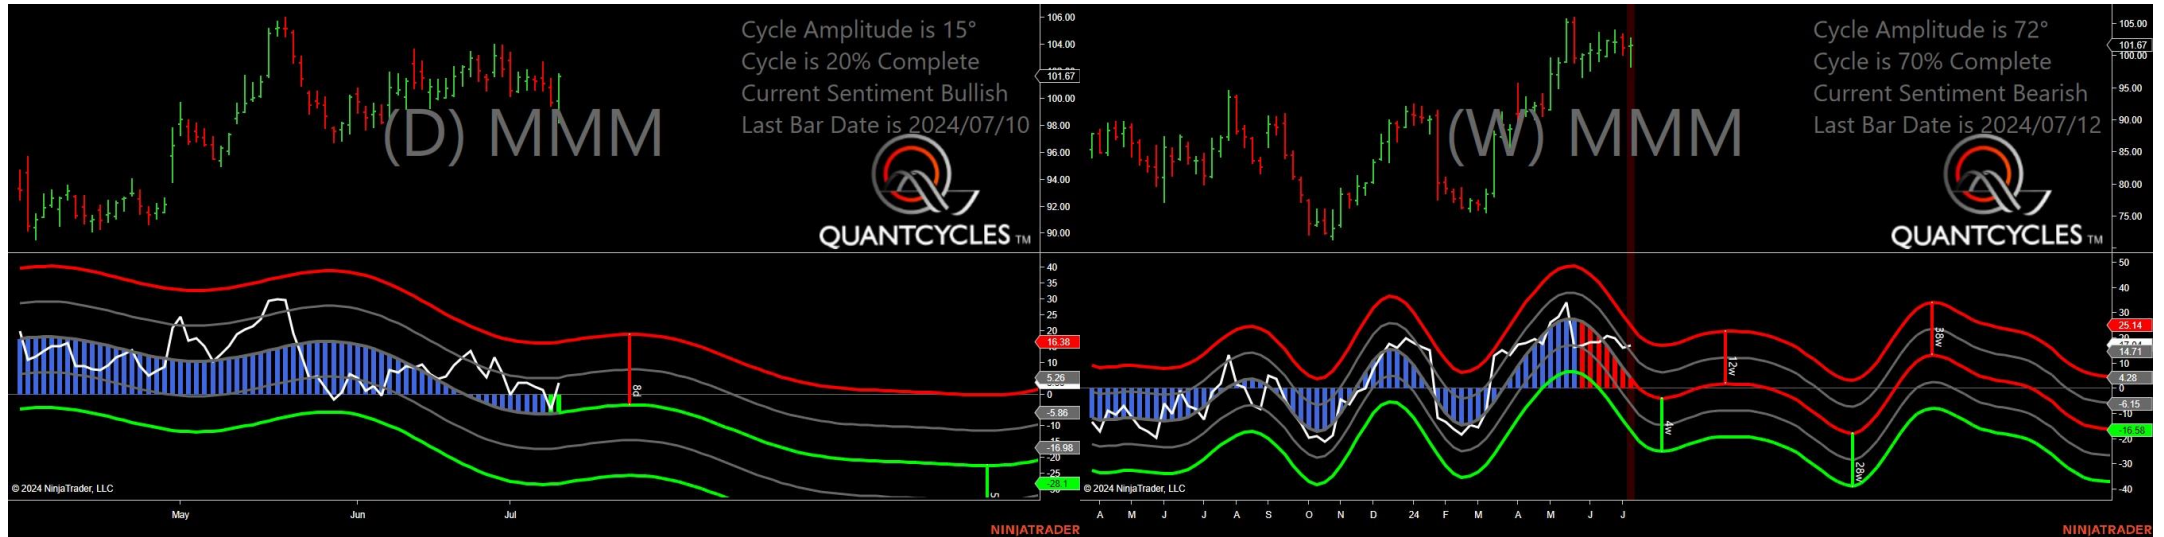 Cycle Amplitude is 15°
Cycle is 20% Complete
Current Sentiment Bullish
Last Bar Date is 2024/07/10
(D) MMM
QUANTCYCLES TM
106.00
104.00
101.67
100.00
98.00
96.00
94.00
92.00
90.00
40
35
30
25
20
16.38
10
5.26
0
-5.86
-10
-16.98
-20
-25
-28.1
8d
5
© 2024 NinjaTrader, LLC
May Jun Jul
NINJATRADER
Cycle Amplitude is 72°
Cycle is 70% Complete
Current Sentiment Bearish
Last Bar Date is 2024/07/12
(W) MMM
QUANTCYCLES TM
105.00
101.67
100.00
95.00
90.00
85.00
80.00
75.00
50
40
30
25.14
14.71
4.28
0
-6.15
-10
-16.58
-20
-30
-40
4w
12w
28w
38w
© 2024 NinjaTrader, LLC
A M J J A S O N D 24 F M A M J J
NINJATRADER